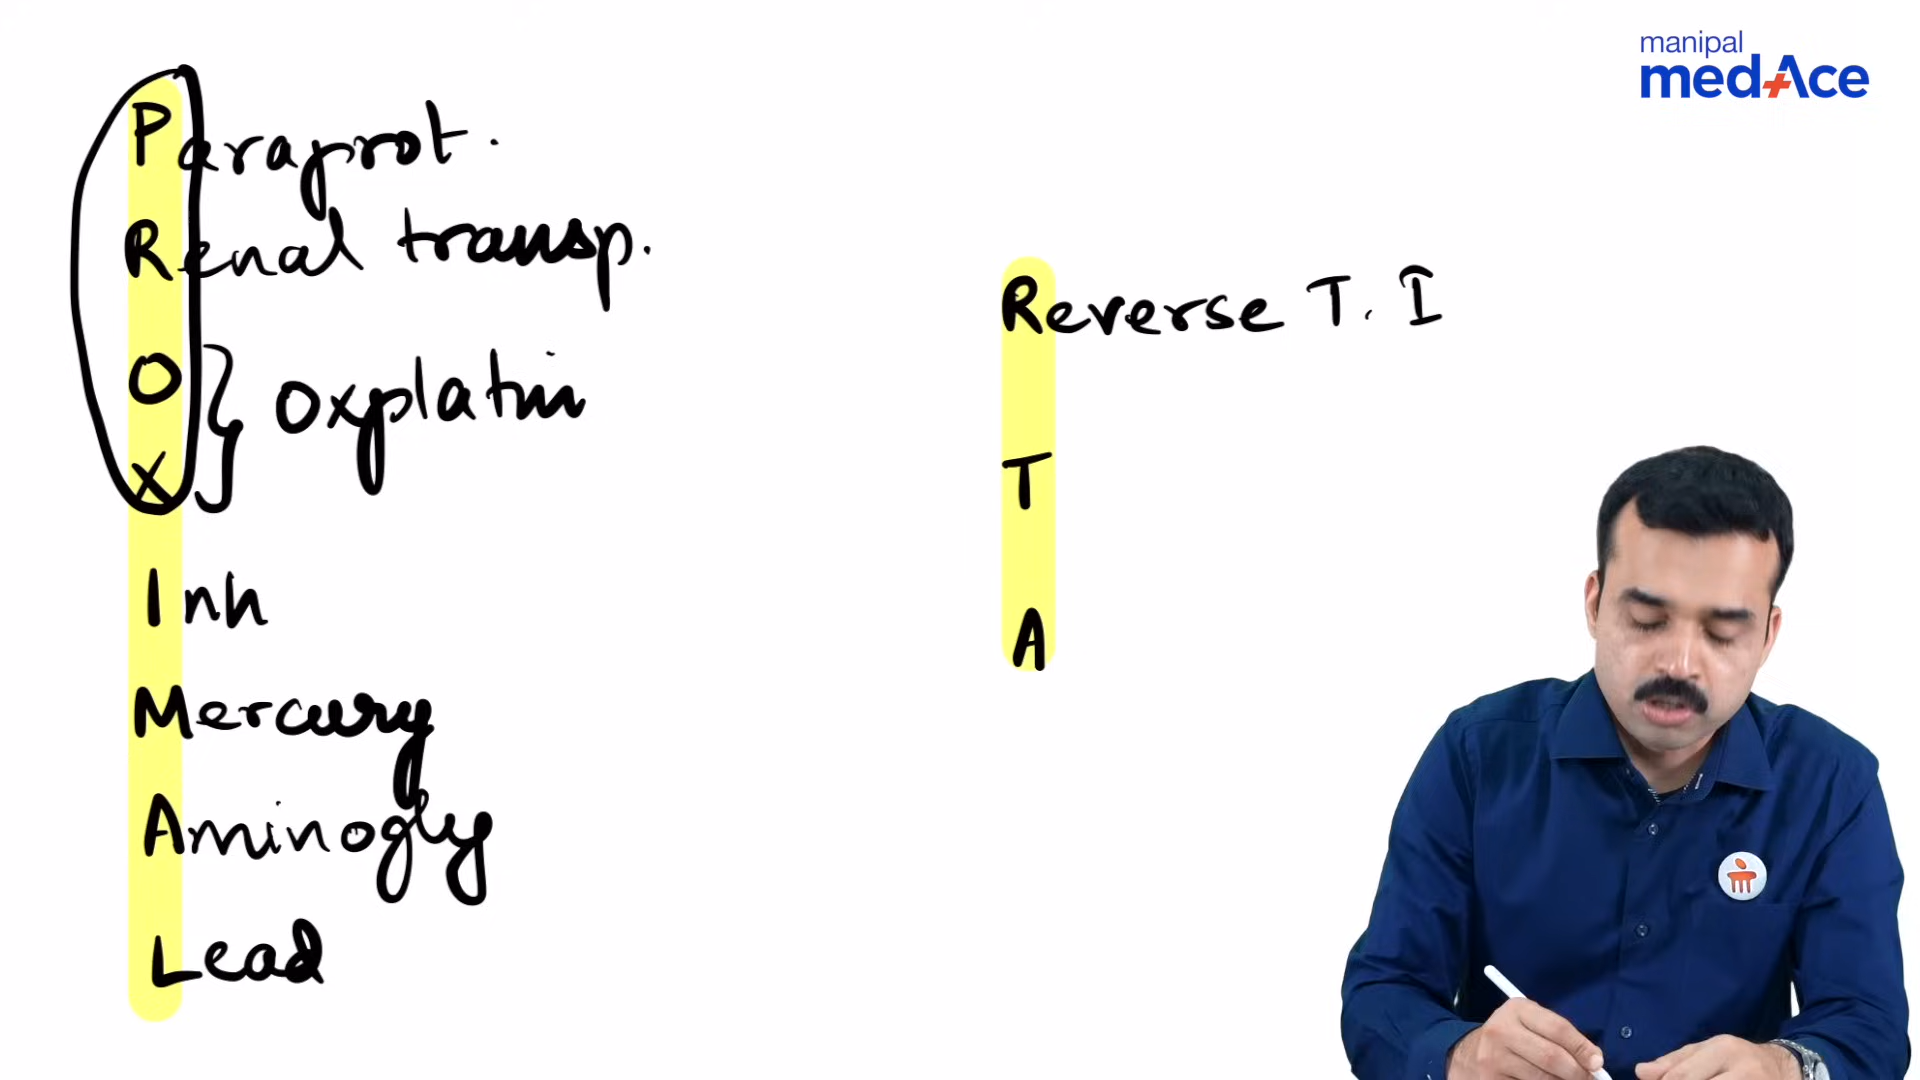 manipal
medAce
Paraprot.
Renal transp.
O
X
} oxplatin
Inh
Mercury
Aminogly
Lead
Reverse T. I
T
A